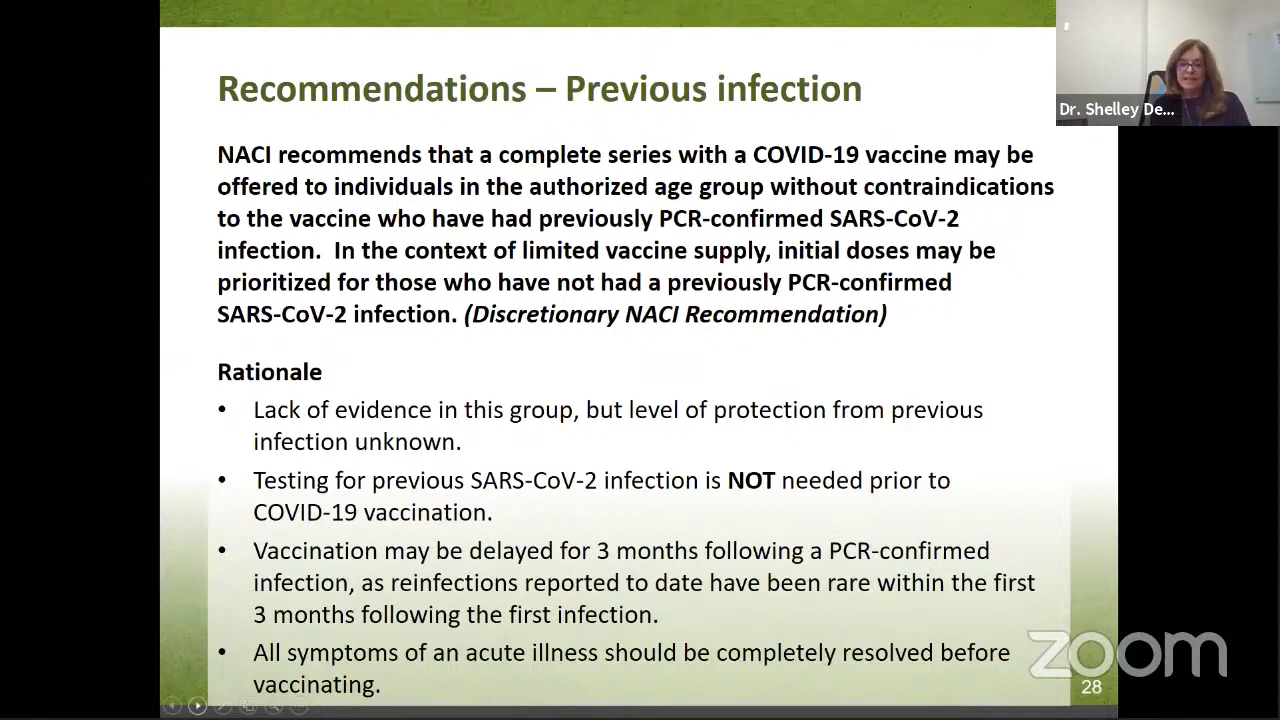 Recommendations – Previous infection
Dr. Shelley De...
NACI recommends that a complete series with a COVID-19 vaccine may be
offered to individuals in the authorized age group without contraindications
to the vaccine who have had previously PCR-confirmed SARS-CoV-2
infection.  In the context of limited vaccine supply, initial doses may be
prioritized for those who have not had a previously PCR-confirmed
SARS-CoV-2 infection. (Discretionary NACI Recommendation)
Rationale
• Lack of evidence in this group, but level of protection from previous
infection unknown.
• Testing for previous SARS-CoV-2 infection is NOT needed prior to
COVID-19 vaccination.
• Vaccination may be delayed for 3 months following a PCR-confirmed
infection, as reinfections reported to date have been rare within the first
3 months following the first infection.
• All symptoms of an acute illness should be completely resolved before
vaccinating.
zoom
28